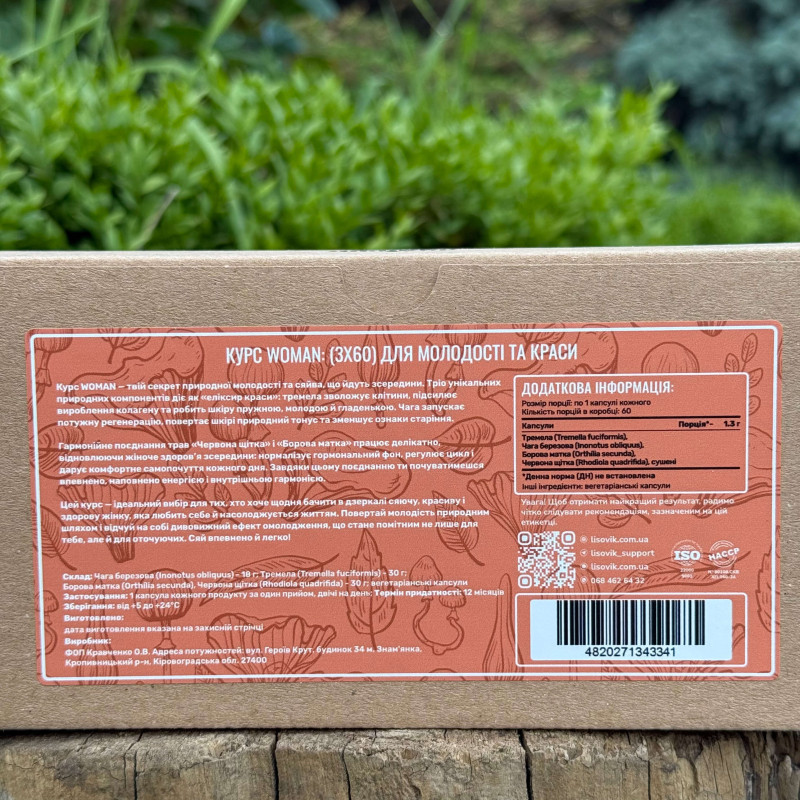 КУРС WOMAN: (3X60) ДЛЯ МОЛОДОСТІ ТА КРАСИ
Курс WOMAN — твій секрет природної молодості та сяйва, що йдуть зсередини. Тріо унікальних
природних компонентів діє як «еліксир краси»: тремела зволожує клітини, підсилює
вироблення колагену та робить шкіру пружною, молодою й гладенькою. Чага запускає
потужну регенерацію, повертає шкірі природний тонус та зменшує ознаки старіння.
Гармонійне поєднання трав «Червона щітка» і «Борова матка» працює делікатно,
відновлюючи жіноче здоров'я зсередини: нормалізує гормональний фон, регулює цикл і
дарує комфортне самопочуття кожного дня. Завдяки цьому поєднанню ти почуватимешся
впевнено, наповнено енергією і внутрішньою гармонією.
Цей курс — ідеальний вибір для тих, хто хоче щодня бачити в дзеркалі сяючу, красиву і
здорову жінку, яка любить себе й насолоджується життям. Повертай молодість природним
шляхом і відчуй на собі дивовижний ефект омолодження, що стане помітним не лише для
тебе, але й для оточуючих. Сяй впевнено й легко!
Склад: Чага березова (Inonotus obliquus) - 18 г; Тремела (Tremella fuciformis) - 30 г;
Борова матка (Orthilia secunda), Червона щітка (Rhodiola quadrifida) - 30 г; вегетаріанські капсули
Застосування: 1 капсула кожного продукту за один прийом, двічі на день; Термін придатності: 12 місяців
Зберігання: від +5 до +24°C
Виготовлено:
дата виготовлення вказана на захисній стрічці
Виробник:
ФОП Кравченко О.В. Адреса потужностей: вул. Героїв Крут. будинок 34 м. Знам'янка.
Кропивницький р-н. Кіровоградська обл. 27400
ДОДАТКОВА ІНФОРМАЦІЯ:
Розмір порції: по 1 капсулі кожного
Кількість порцій в коробці: 60
Капсули Порція*- 1.3 г
Тремела (Tremella fuciformis),
Чага березова (Inonotus obliquus),
Борова матка (Orthilia secunda),
Червона щітка (Rhodiola quadrifida), сушені
*Денна норма (ДН) не встановлена
Інші інгредієнти: вегетаріанські капсули
Увага! Щоб отримати найкращий результат, радимо
чітко слідувати рекомендаціям, зазначеним на цій
етикетці.
lisovik.com.ua
lisovik_support
lisovik.com.ua
068 462 64 32
ISO
HACCP
4820271343341